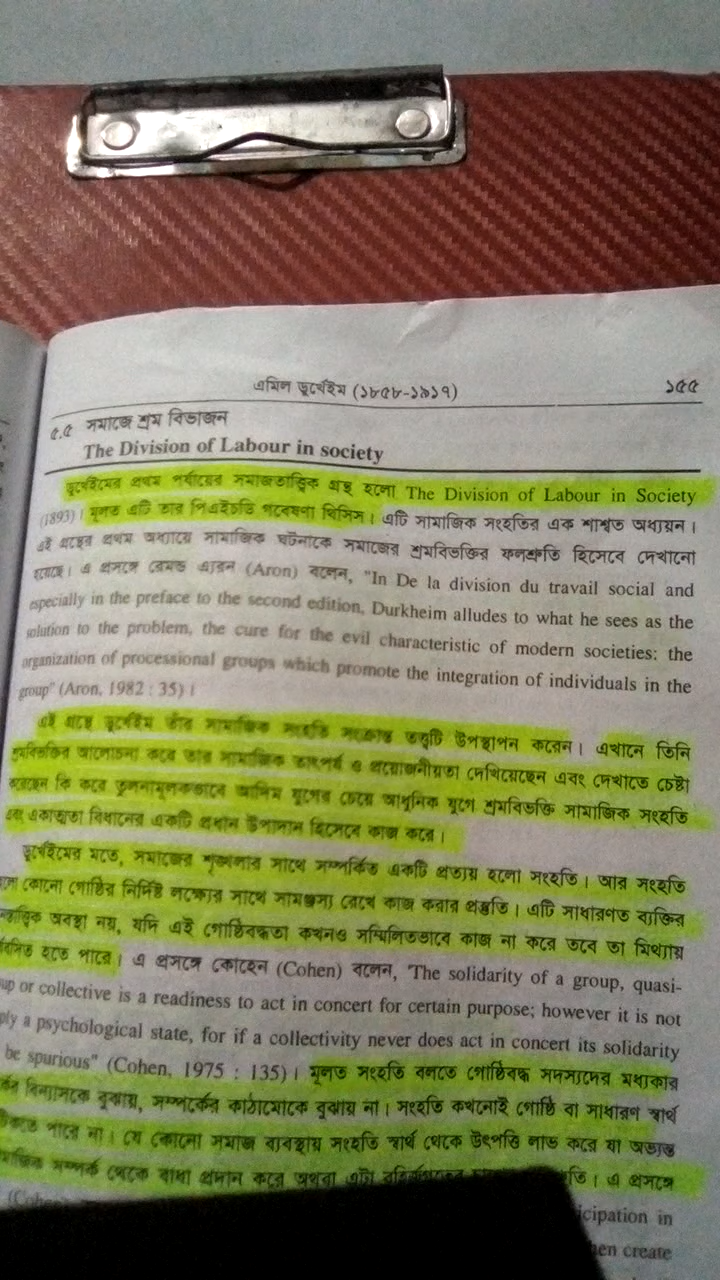 এমিল ডুর্খেইম (১৮৫৮-১৯১৭)
১৫৫
৫.৫ সমাজে শ্রম বিভাজন
The Division of Labour in society
ডুর্খেইমের প্রথম পর্যায়ের সমাজতাত্ত্বিক গ্রন্থ হলো The Division of Labour in Society
(1893)। মূলত এটি তার পিএইচডি গবেষণা থিসিস। এটি সামাজিক সংহতির এক শাশ্বত অধ্যয়ন।
এই গ্রন্থের প্রথম অধ্যায়ে সামাজিক ঘটনাকে সমাজের শ্রমবিভক্তির ফলশ্রুতি হিসেবে দেখানো
হয়েছে। এ প্রসঙ্গে রেমন্ড এ্যারন (Aron) বলেন, "In De la division du travail social and
especially in the preface to the second edition, Durkheim alludes to what he sees as the
solution to the problem, the cure for the evil characteristic of modern societies: the
organization of processional groups which promote the integration of individuals in the
group" (Aron, 1982 : 35)।
এই গ্রন্থে ডুর্খেইম তাঁর সামাজিক সংহতি সংক্রান্ত তত্ত্বটি উপস্থাপন করেন। এখানে তিনি
শ্রমবিভক্তির আলোচনা করে তার সামাজিক তাৎপর্য ও প্রয়োজনীয়তা দেখিয়েছেন এবং দেখাতে চেষ্টা
করেছেন কি করে তুলনামূলকভাবে আদিম যুগের চেয়ে আধুনিক যুগে শ্রমবিভক্তি সামাজিক সংহতি
এবং একাত্মতা বিধানের একটি প্রধান উপাদান হিসেবে কাজ করে।
ডুর্খেইমের মতে, সমাজের শৃঙ্খলার সাথে সম্পর্কিত একটি প্রত্যয় হলো সংহতি। আর সংহতি
কোনো গোষ্ঠির নির্দিষ্ট লক্ষ্যের সাথে সামঞ্জস্য রেখে কাজ করার প্রস্তুতি। এটি সাধারণত ব্যক্তির
অবস্থা নয়, যদি এই গোষ্ঠিবদ্ধতা কখনও সম্মিলিতভাবে কাজ না করে তবে তা মিথ্যায়
হতে পারে। এ প্রসঙ্গে কোহেন (Cohen) বলেন, 'The solidarity of a group, quasi-
up or collective is a readiness to act in concert for certain purpose; however it is not
ply a psychological state, for if a collectivity never does act in concert its solidarity
be spurious" (Cohen, 1975 : 135)। মূলত সংহতি বলতে গোষ্ঠিবদ্ধ সদস্যদের মধ্যকার
বিন্যাসকে বুঝায়, সম্পর্কের কাঠামোকে বুঝায় না। সংহতি কখনোই গোষ্ঠি বা সাধারণ স্বার্থ
পারে না। যে কোনো সমাজ ব্যবস্থায় সংহতি স্বার্থ থেকে উৎপত্তি লাভ করে যা অভ্যন্ত
সম্পর্ক থেকে বাধা প্রদান করে অথবা এটা। এ প্রসঙ্গে
(Cohe
icipation in
hen create